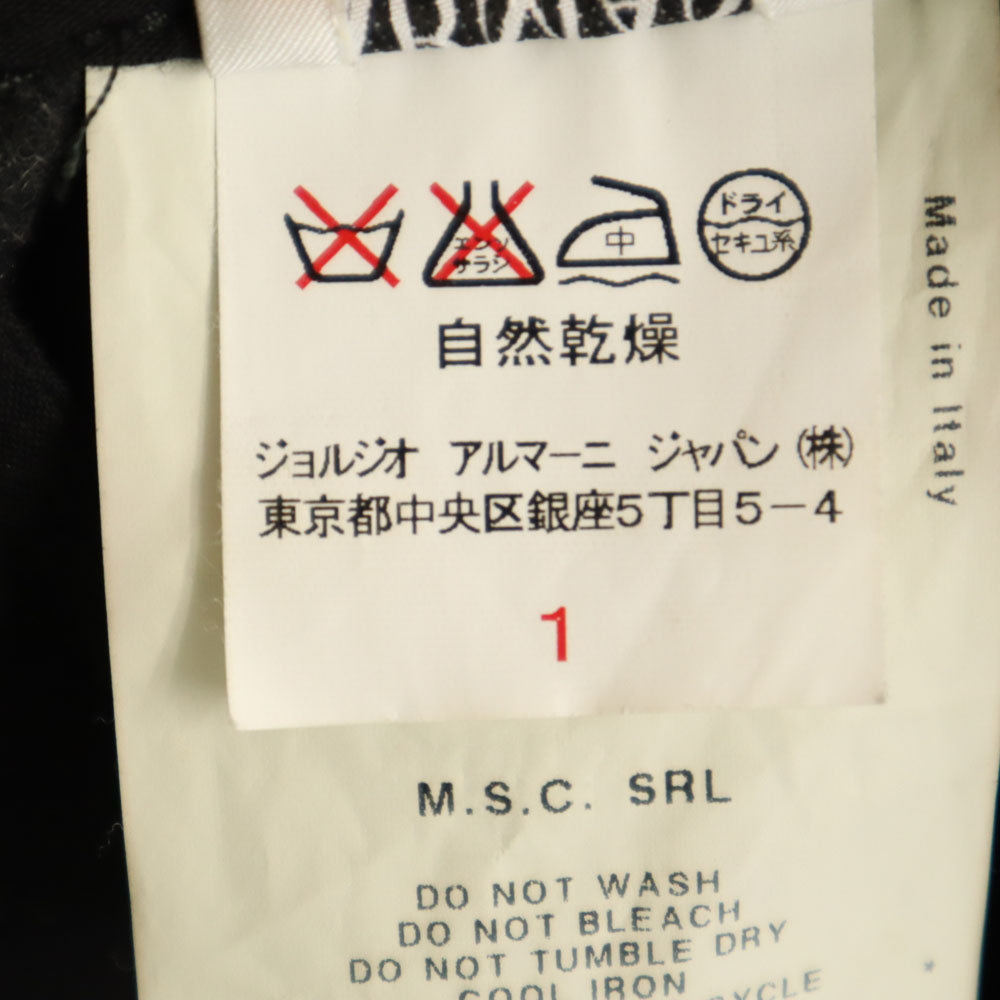 エンソ
サラシ
中
ドライ
セキユ系
自然乾燥
ジョルジオ アルマーニ ジャパン(株)
東京都中央区銀座5丁目5-4
1
Made in Italy
M.S.C. SRL
DO NOT WASH
DO NOT BLEACH
DO NOT TUMBLE DRY
COOL IRON